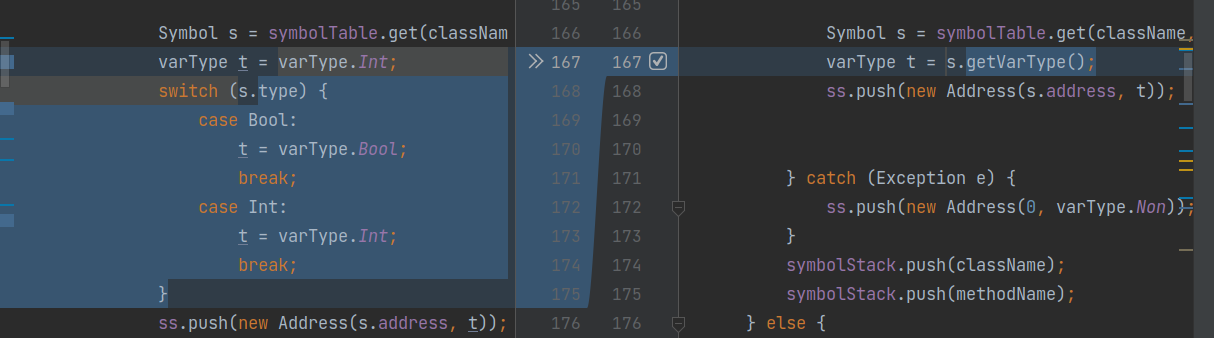 165 165
Symbol s = symbolTable.get(classNam 166 166 Symbol s = symbolTable.get(className,
varType t = varType.Int; 167 167 varType t = s.getVarType();
switch (s.type) { 168 168 ss.push(new Address(s.address, t));
case Bool: 169 169
t = varType.Bool; 170 170
break; 171 171 } catch (Exception e) {
case Int: 172 172 ss.push(new Address(0, varType.Non));
t = varType.Int; 173 173 }
break; 174 174 symbolStack.push(className);
} 175 175 symbolStack.push(methodName);
ss.push(new Address(s.address, t)); 176 176 } else {